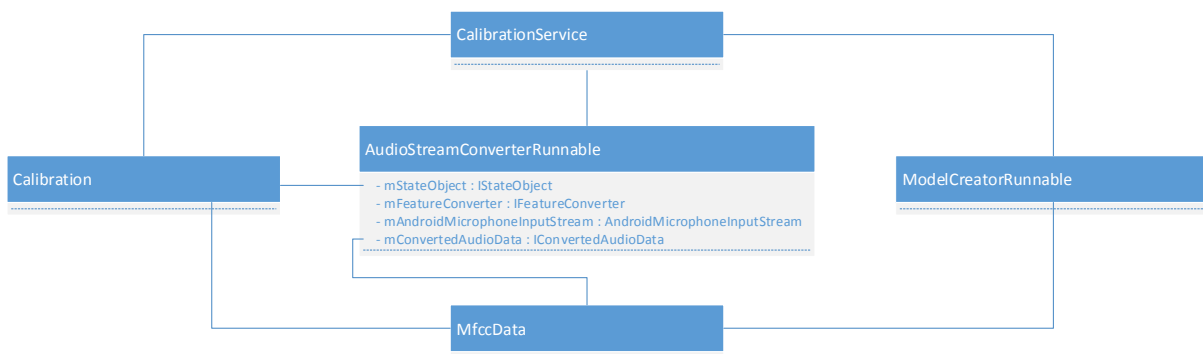 CalibrationService
AudioStreamConverterRunnable
- mStateObject : IStateObject
- mFeatureConverter : IFeatureConverter
- mAndroidMicrophoneInputStream : AndroidMicrophoneInputStream
- mConvertedAudioData : IConvertedAudioData
Calibration
ModelCreatorRunnable
MfccData